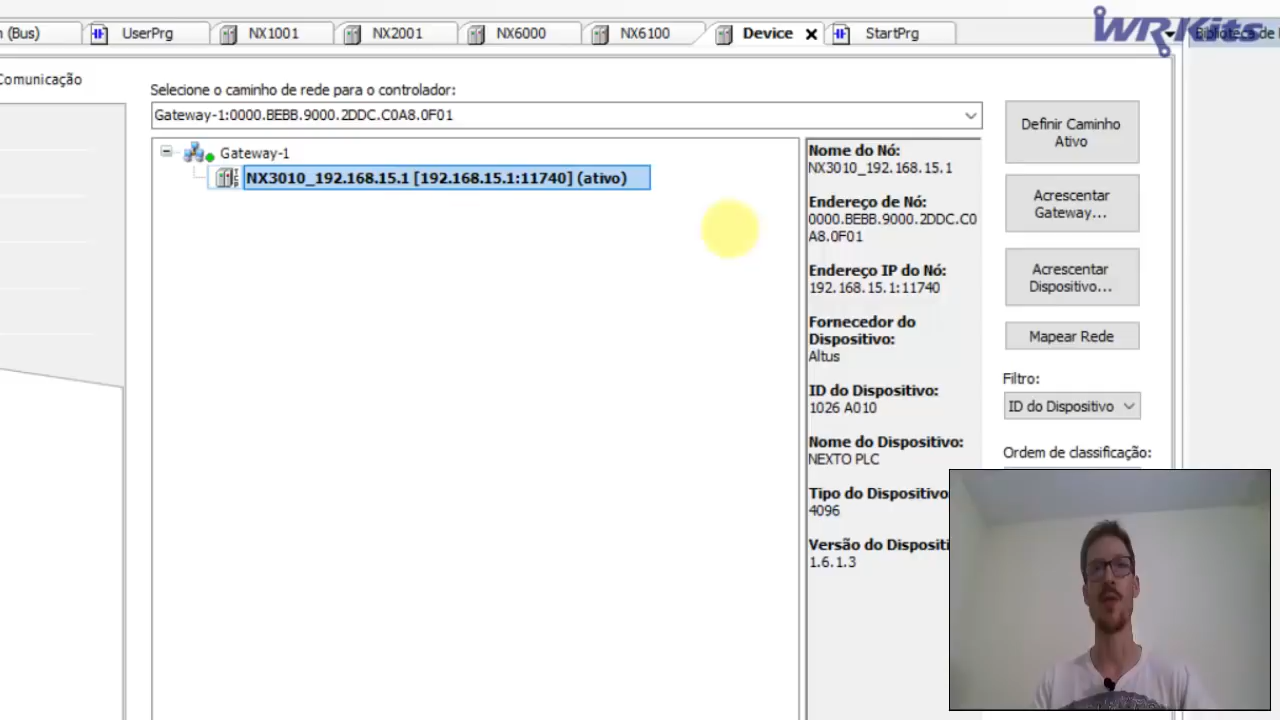 (Bus)
UserPrg
NX1001
NX2001
NX6000
NX6100
Device
StartPrg
WRKits
Biblioteca de
Comunicação
Selecione o caminho de rede para o controlador:
Gateway-1:0000.BEBB.9000.2DDC.C0A8.0F01
Gateway-1
NX3010_192.168.15.1 [192.168.15.1:11740] (ativo)
Nome do Nó:
NX3010_192.168.15.1
Endereço de Nó:
0000.BEBB.9000.2DDC.C0
A8.0F01
Endereço IP do Nó:
192.168.15.1:11740
Fornecedor do
Dispositivo:
Altus
ID do Dispositivo:
1026 A010
Nome do Dispositivo:
NEXTO PLC
Tipo do Dispositivo
4096
Versão do Dispositi
1.6.1.3
Definir Caminho
Ativo
Acrescentar
Gateway...
Acrescentar
Dispositivo...
Mapear Rede
Filtro:
ID do Dispositivo
Ordem de classificação: